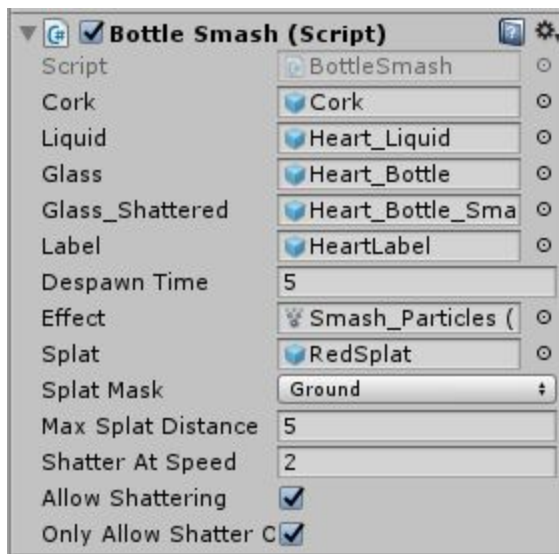 Bottle Smash (Script)
Script BottleSmash
Cork Cork
Liquid Heart_Liquid
Glass Heart_Bottle
Glass_Shattered Heart_Bottle_Sma
Label HeartLabel
Despawn Time 5
Effect Smash_Particles (
Splat RedSplat
Splat Mask Ground
Max Splat Distance 5
Shatter At Speed 2
Allow Shattering
Only Allow Shatter C